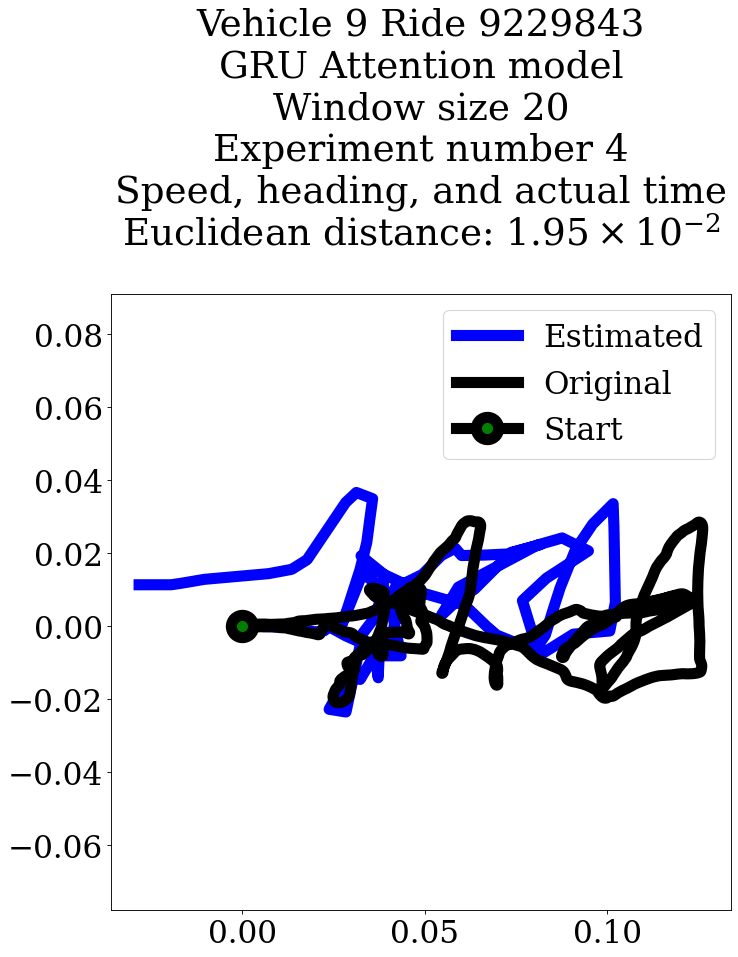 Vehicle 9 Ride 9229843
GRU Attention model
Window size 20
Experiment number 4
Speed, heading, and actual time
Euclidean distance: 1.95 × 10⁻²
Estimated
Original
Start
0.08
0.06
0.04
0.02
0.00
−0.02
−0.04
−0.06
0.00 0.05 0.10